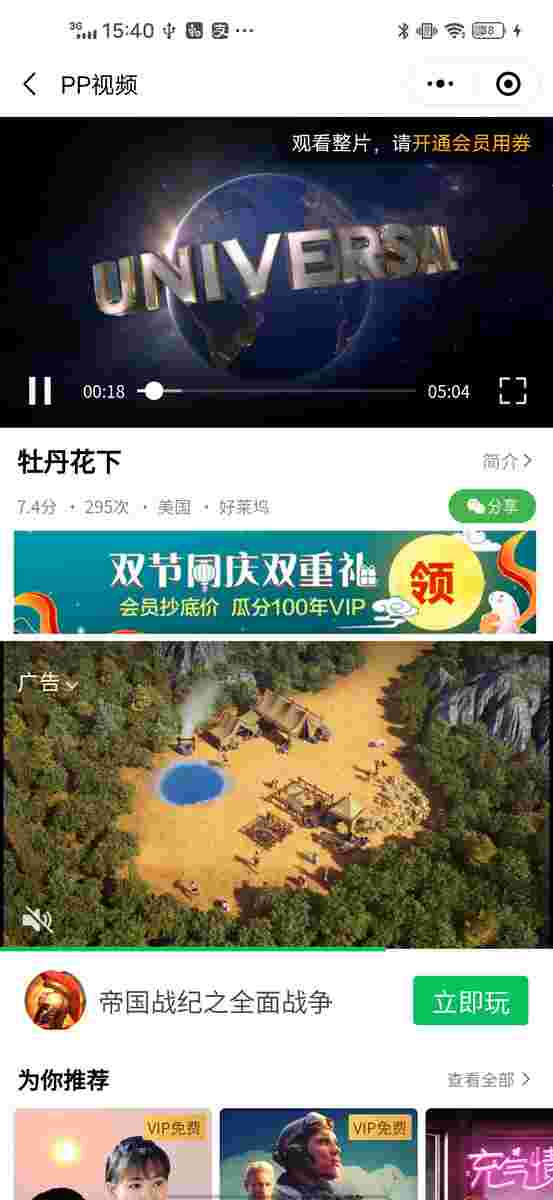 3G
15:40
58
PP视频
观看整片，请开通会员用券
UNIVERSAL
00:18
05:04
牡丹花下
简介
7.4分 · 295次 · 美国 · 好莱坞
分享
双节同庆双重礼
会员抄底价 瓜分100年VIP
领
广告
帝国战纪之全面战争
立即玩
为你推荐
查看全部
VIP免费
VIP免费
充气情